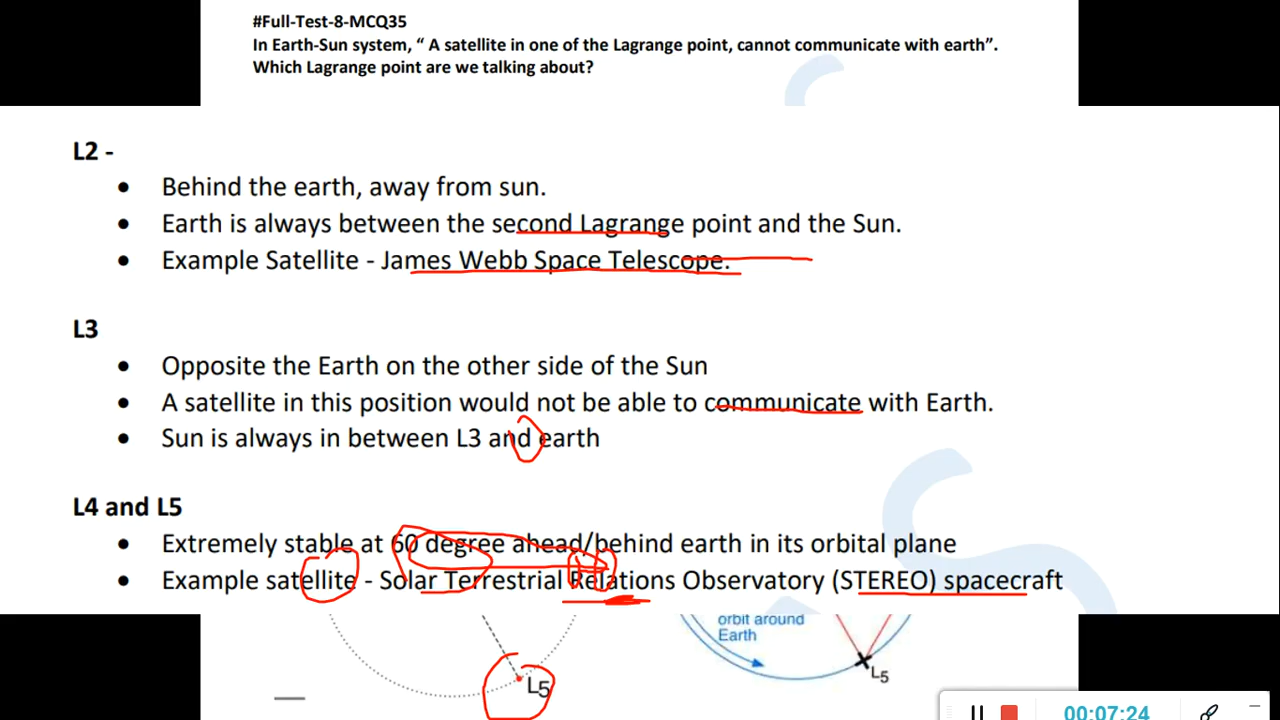 #Full-Test-8-MCQ35
In Earth-Sun system, “ A satellite in one of the Lagrange point, cannot communicate with earth”.
Which Lagrange point are we talking about?
L2 -
• Behind the earth, away from sun.
• Earth is always between the second Lagrange point and the Sun.
• Example Satellite - James Webb Space Telescope.
L3
• Opposite the Earth on the other side of the Sun
• A satellite in this position would not be able to communicate with Earth.
• Sun is always in between L3 and earth
L4 and L5
• Extremely stable at 60 degree ahead/behind earth in its orbital plane
• Example satellite - Solar Terrestrial Relations Observatory (STEREO) spacecraft
orbit around
Earth
L5
L5
00:07:24